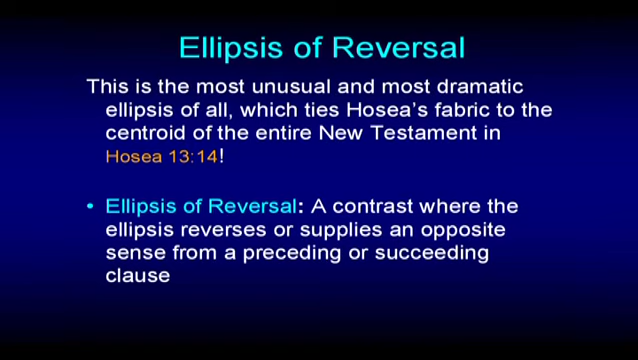 Ellipsis of Reversal
This is the most unusual and most dramatic
ellipsis of all, which ties Hosea's fabric to the
centroid of the entire New Testament in
Hosea 13:14!
• Ellipsis of Reversal: A contrast where the
ellipsis reverses or supplies an opposite
sense from a preceding or succeeding
clause